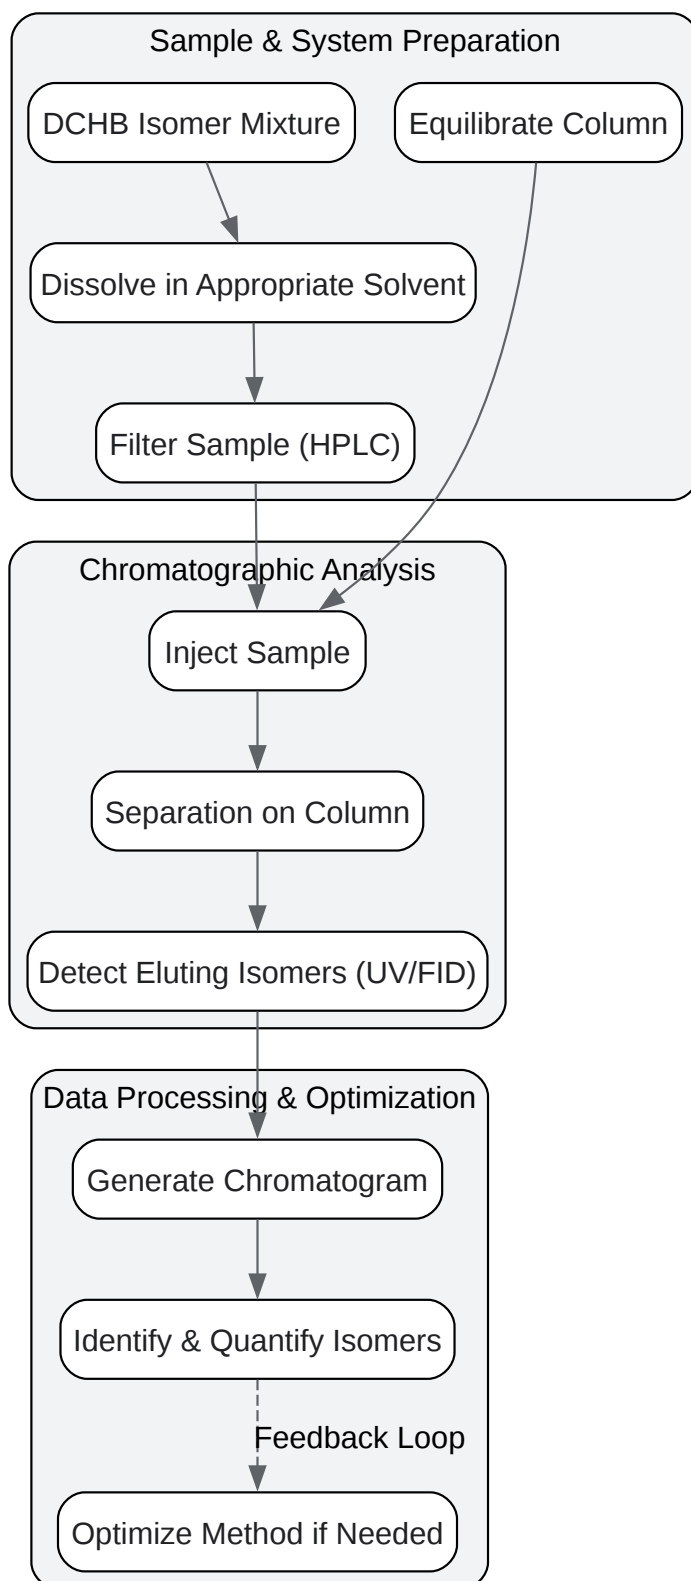 Sample & System Preparation
DCHB Isomer Mixture
Equilibrate Column
Dissolve in Appropriate Solvent
Filter Sample (HPLC)
Chromatographic Analysis
Inject Sample
Separation on Column
Detect Eluting Isomers (UV/FID)
Data Processing & Optimization
Generate Chromatogram
Identify & Quantify Isomers
Feedback Loop
Optimize Method if Needed